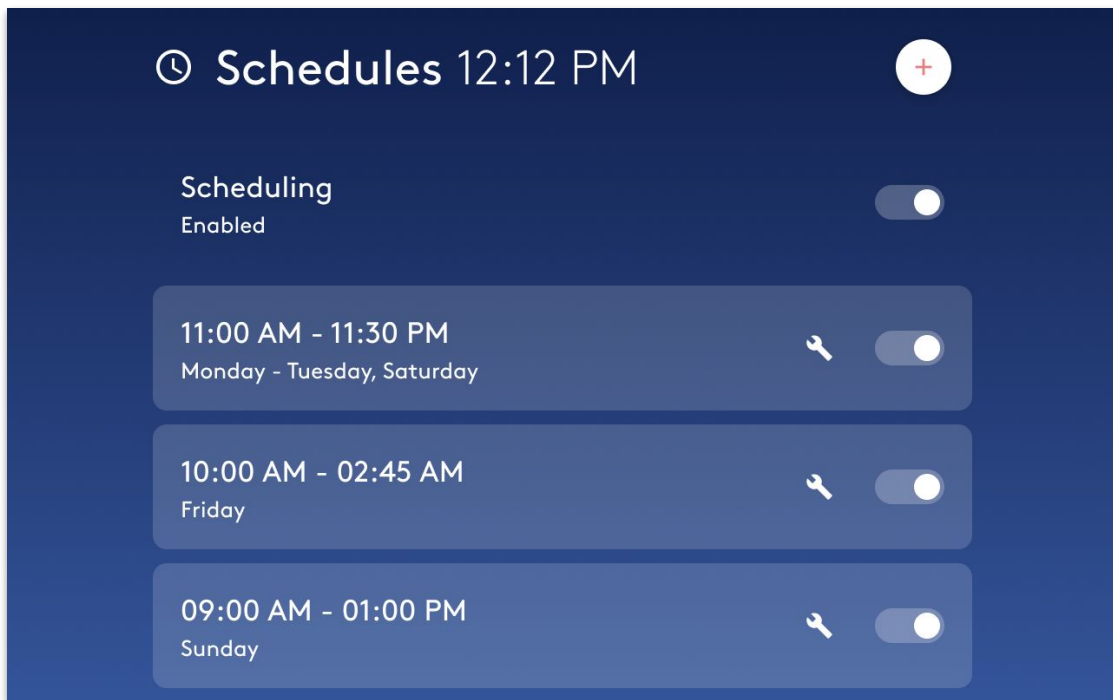 Schedules 12:12 PM
Scheduling
Enabled
11:00 AM - 11:30 PM
Monday - Tuesday, Saturday
10:00 AM - 02:45 AM
Friday
09:00 AM - 01:00 PM
Sunday